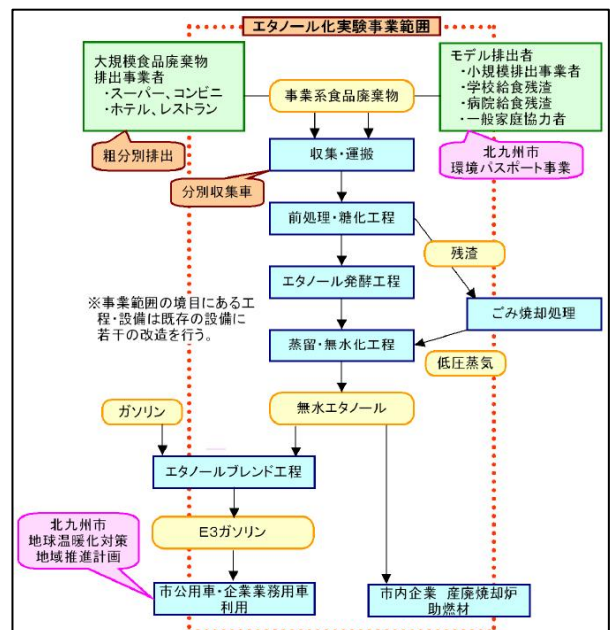 エタノール化実験事業範囲
大規模食品廃棄物
排出事業者
・スーパー、コンビニ
・ホテル、レストラン
事業系食品廃棄物
モデル排出者
・小規模排出事業者
・学校給食残渣
・病院給食残渣
・一般家庭協力者
粗分別排出
収集・運搬
北九州市
環境パスポート事業
分別収集車
前処理・糖化工程
残渣
エタノール発酵工程
※事業範囲の境目にある工
程・設備は既存の設備に
若干の改造を行う。
ごみ焼却処理
蒸留・無水化工程
低圧蒸気
ガソリン
無水エタノール
エタノールブレンド工程
E3ガソリン
北九州市
地球温暖化対策
地域推進計画
市公用車・企業業務用車
利用
市内企業 産廃焼却炉
助燃材